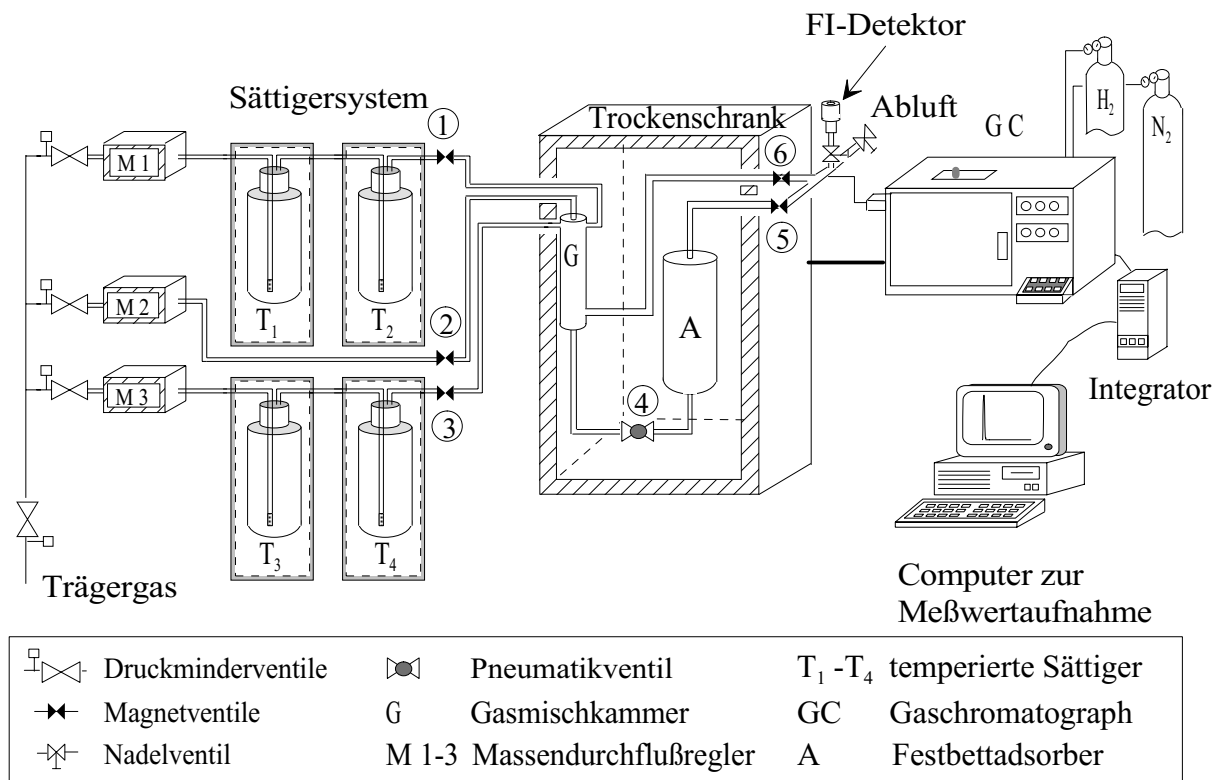 FI-Detektor
Sättigersystem
Abluft
Trockenschrank
GC
H₂
N₂
1
6
M 1
G
5
M 2
T₁
T₂
2
A
M 3
3
4
Integrator
T₃
T₄
Trägergas
Computer zur
Meßwertaufnahme
Druckminderventile
Pneumatikventil
T₁ -T₄ temperierte Sättiger
Magnetventile
G Gasmischkammer
GC Gaschromatograph
Nadelventil
M 1-3 Massendurchflußregler
A Festbettadsorber